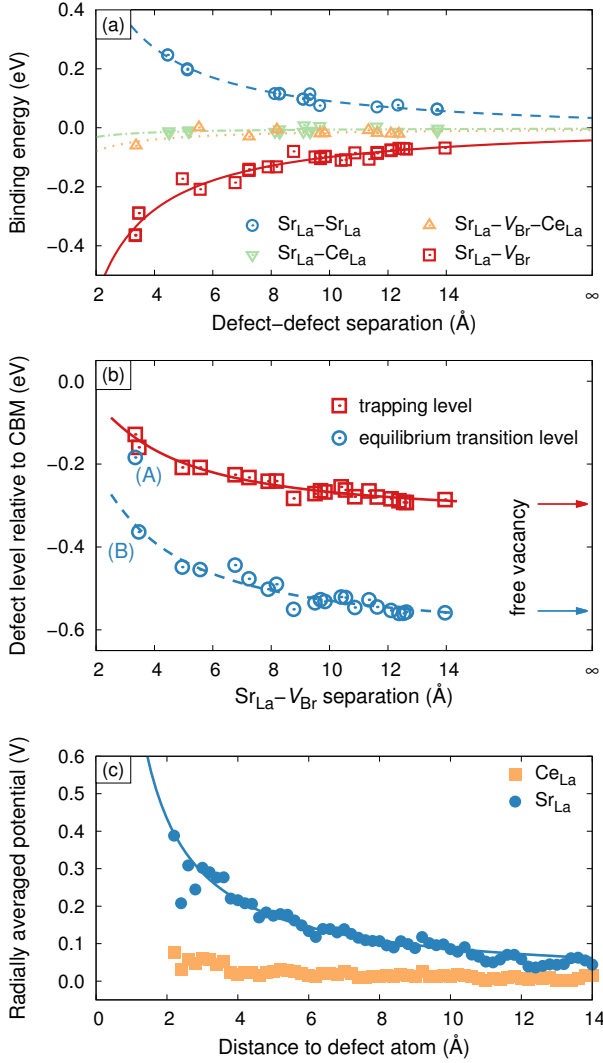 (a)
Binding energy (eV)
0.4
0.2
0.0
−0.2
−0.4
Sr_La−Sr_La
Sr_La−Ce_La
Sr_La−V_Br−Ce_La
Sr_La−V_Br
2 4 6 8 10 12 14 ∞
Defect−defect separation (Å)
(b)
Defect level relative to CBM (eV)
0.0
−0.2
−0.4
−0.6
trapping level
equilibrium transition level
(A)
(B)
free vacancy
2 4 6 8 10 12 14 ∞
Sr_La−V_Br separation (Å)
(c)
Radially averaged potential (V)
0.6
0.5
0.4
0.3
0.2
0.1
0.0
Ce_La
Sr_La
0 2 4 6 8 10 12 14
Distance to defect atom (Å)